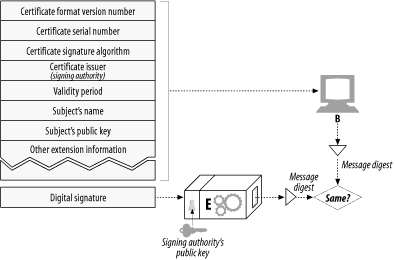 Certificate format version number
Certificate serial number
Certificate signature algorithm
Certificate issuer
(signing authority)
Validity period
Subject's name
Subject's public key
Other extension information
Digital signature
B
Message digest
E
Message
digest
Same?
Signing authority's
public key